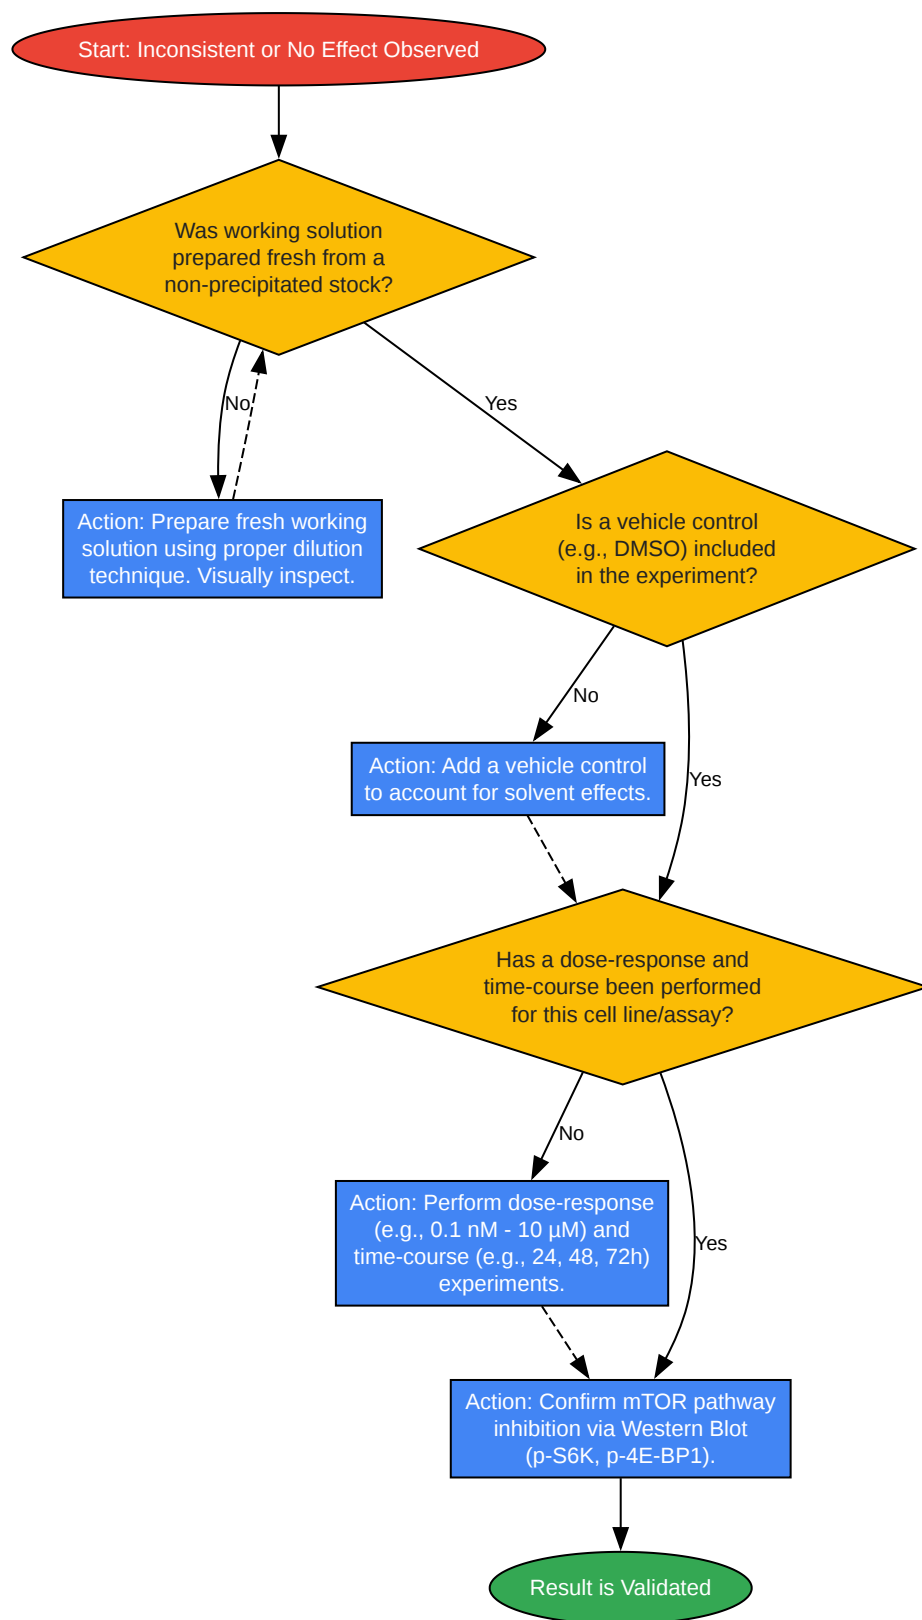 Start: Inconsistent or No Effect Observed
Was working solution
prepared fresh from a
non-precipitated stock?
No
Yes
Action: Prepare fresh working
solution using proper dilution
technique. Visually inspect.
Is a vehicle control
(e.g., DMSO) included
in the experiment?
No
Yes
Action: Add a vehicle control
to account for solvent effects.
Has a dose-response and
time-course been performed
for this cell line/assay?
No
Yes
Action: Perform dose-response
(e.g., 0.1 nM - 10 µM) and
time-course (e.g., 24, 48, 72h)
experiments.
Action: Confirm mTOR pathway
inhibition via Western Blot
(p-S6K, p-4E-BP1).
Result is Validated